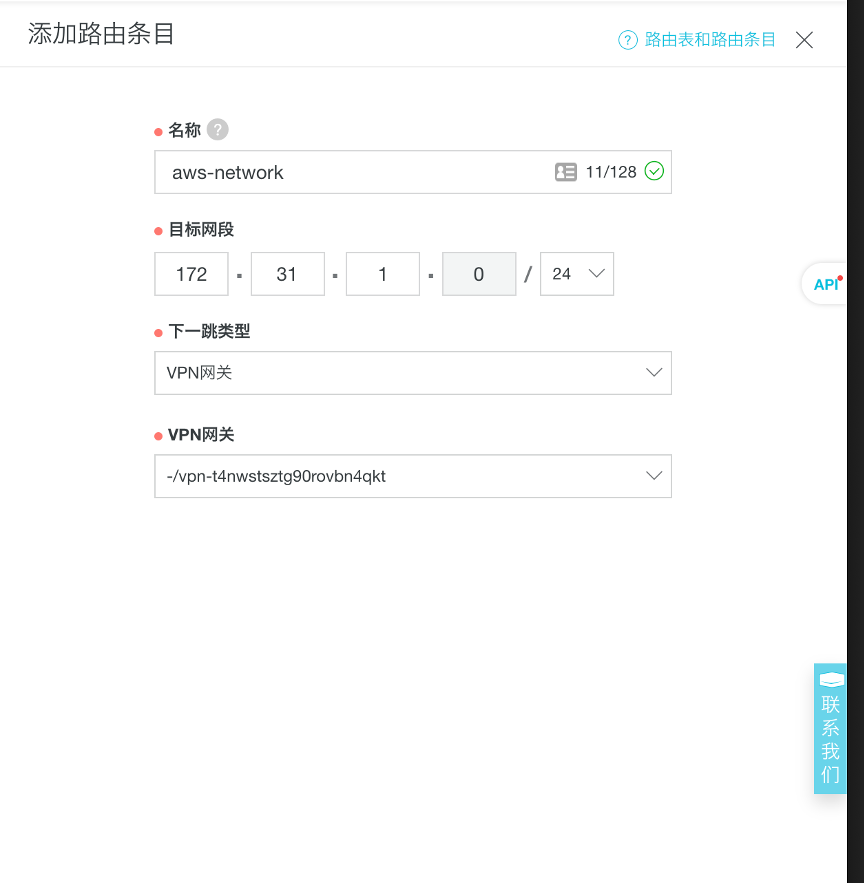 添加路由条目
? 路由表和路由条目
名称 ?
aws-network 11/128
目标网段
172 . 31 . 1 . 0 / 24
API
下一跳类型
VPN网关
VPN网关
-/vpn-t4nwstsztg90rovbn4qkt
联系我们